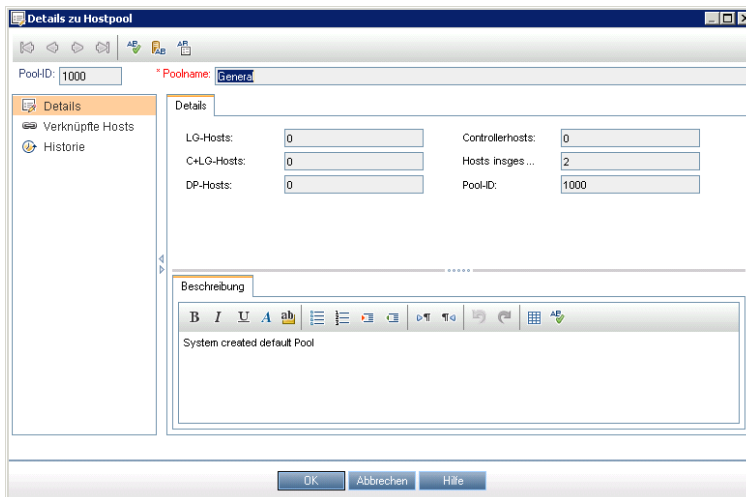 Details zu Hostpool
Pool-ID: 1000 * Poolname: General
Details
Verknüpfte Hosts
Historie
Details
LG-Hosts: 0 Controllerhosts: 0
C+LG-Hosts: 0 Hosts insges ... 2
DP-Hosts: 0 Pool-ID: 1000
Beschreibung
B I U A ab
System created default Pool
OK Abbrechen Hilfe